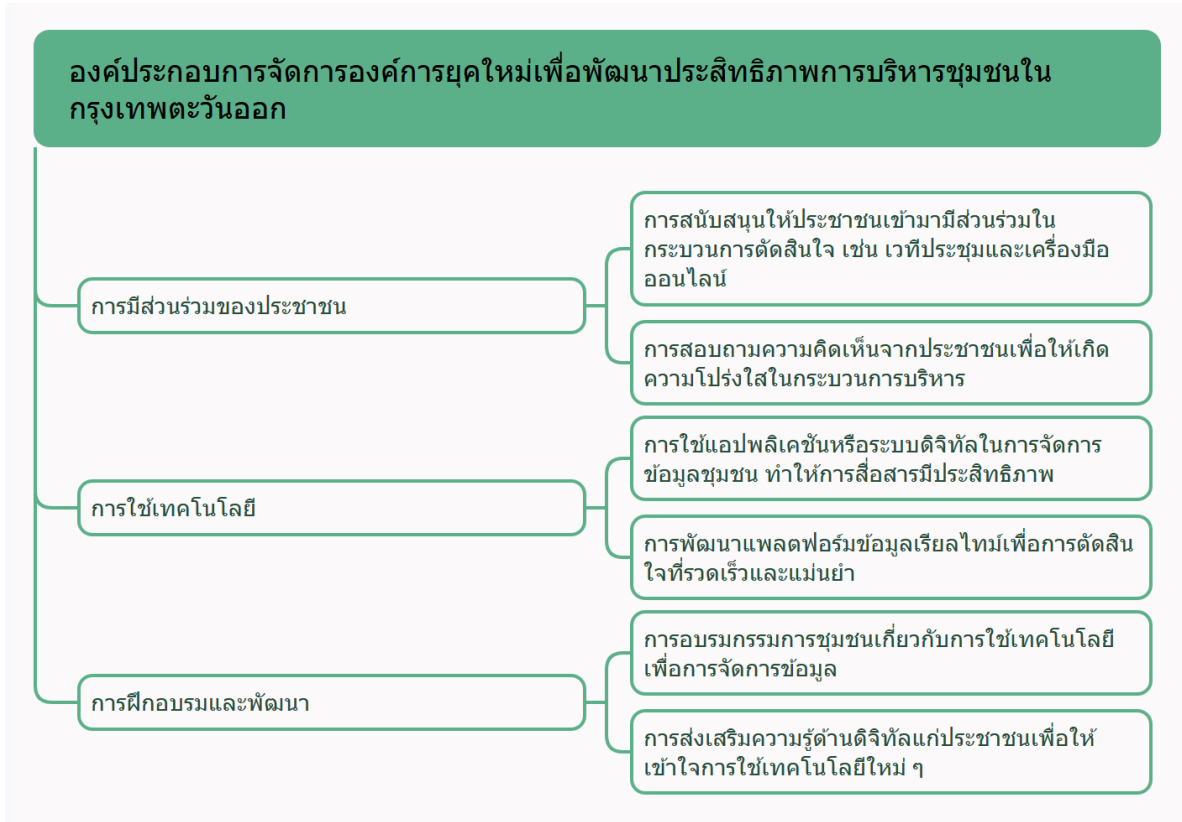 องค์ประกอบการจัดการองค์การยุคใหม่เพื่อพัฒนาประสิทธิภาพการบริหารชุมชนใน
กรุงเทพตะวันออก
การมีส่วนร่วมของประชาชน
การสนับสนุนให้ประชาชนเข้ามามีส่วนร่วมใน
กระบวนการตัดสินใจ เช่น เวทีประชุมและเครื่องมือ
ออนไลน์
การสอบถามความคิดเห็นจากประชาชนเพื่อให้เกิด
ความโปร่งใสในกระบวนการบริหาร
การใช้เทคโนโลยี
การใช้แอปพลิเคชันหรือระบบดิจิทัลในการจัดการ
ข้อมูลชุมชน ทำให้การสื่อสารมีประสิทธิภาพ
การพัฒนาแพลตฟอร์มข้อมูลเรียลไทม์เพื่อการตัดสิน
ใจที่รวดเร็วและแม่นยำ
การฝึกอบรมและพัฒนา
การอบรมกรรมการชุมชนเกี่ยวกับการใช้เทคโนโลยี
เพื่อการจัดการข้อมูล
การส่งเสริมความรู้ด้านดิจิทัลแก่ประชาชนเพื่อให้
เข้าใจการใช้เทคโนโลยีใหม่ ๆ